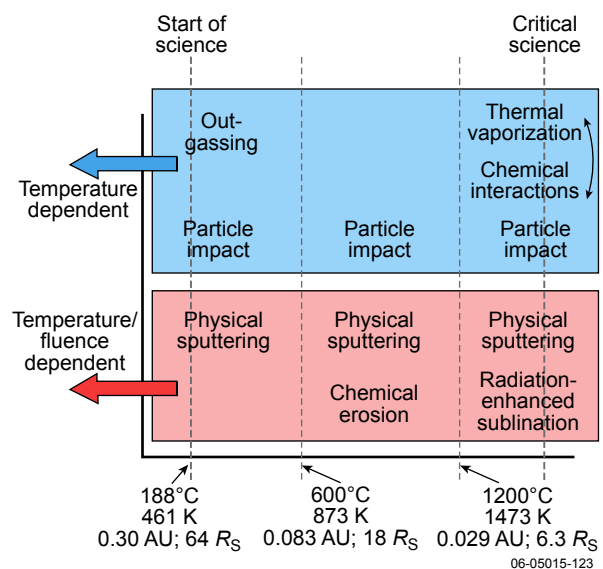 Start of
science
Critical
science
Out-
gassing
Thermal
vaporization
Chemical
interactions
Temperature
dependent
Particle
impact
Particle
impact
Particle
impact
Temperature/
fluence
dependent
Physical
sputtering
Physical
sputtering
Physical
sputtering
Chemical
erosion
Radiation-
enhanced
sublination
188°C
461 K
0.30 AU; 64 RS
600°C
873 K
0.083 AU; 18 RS
1200°C
1473 K
0.029 AU; 6.3 RS
06-05015-123